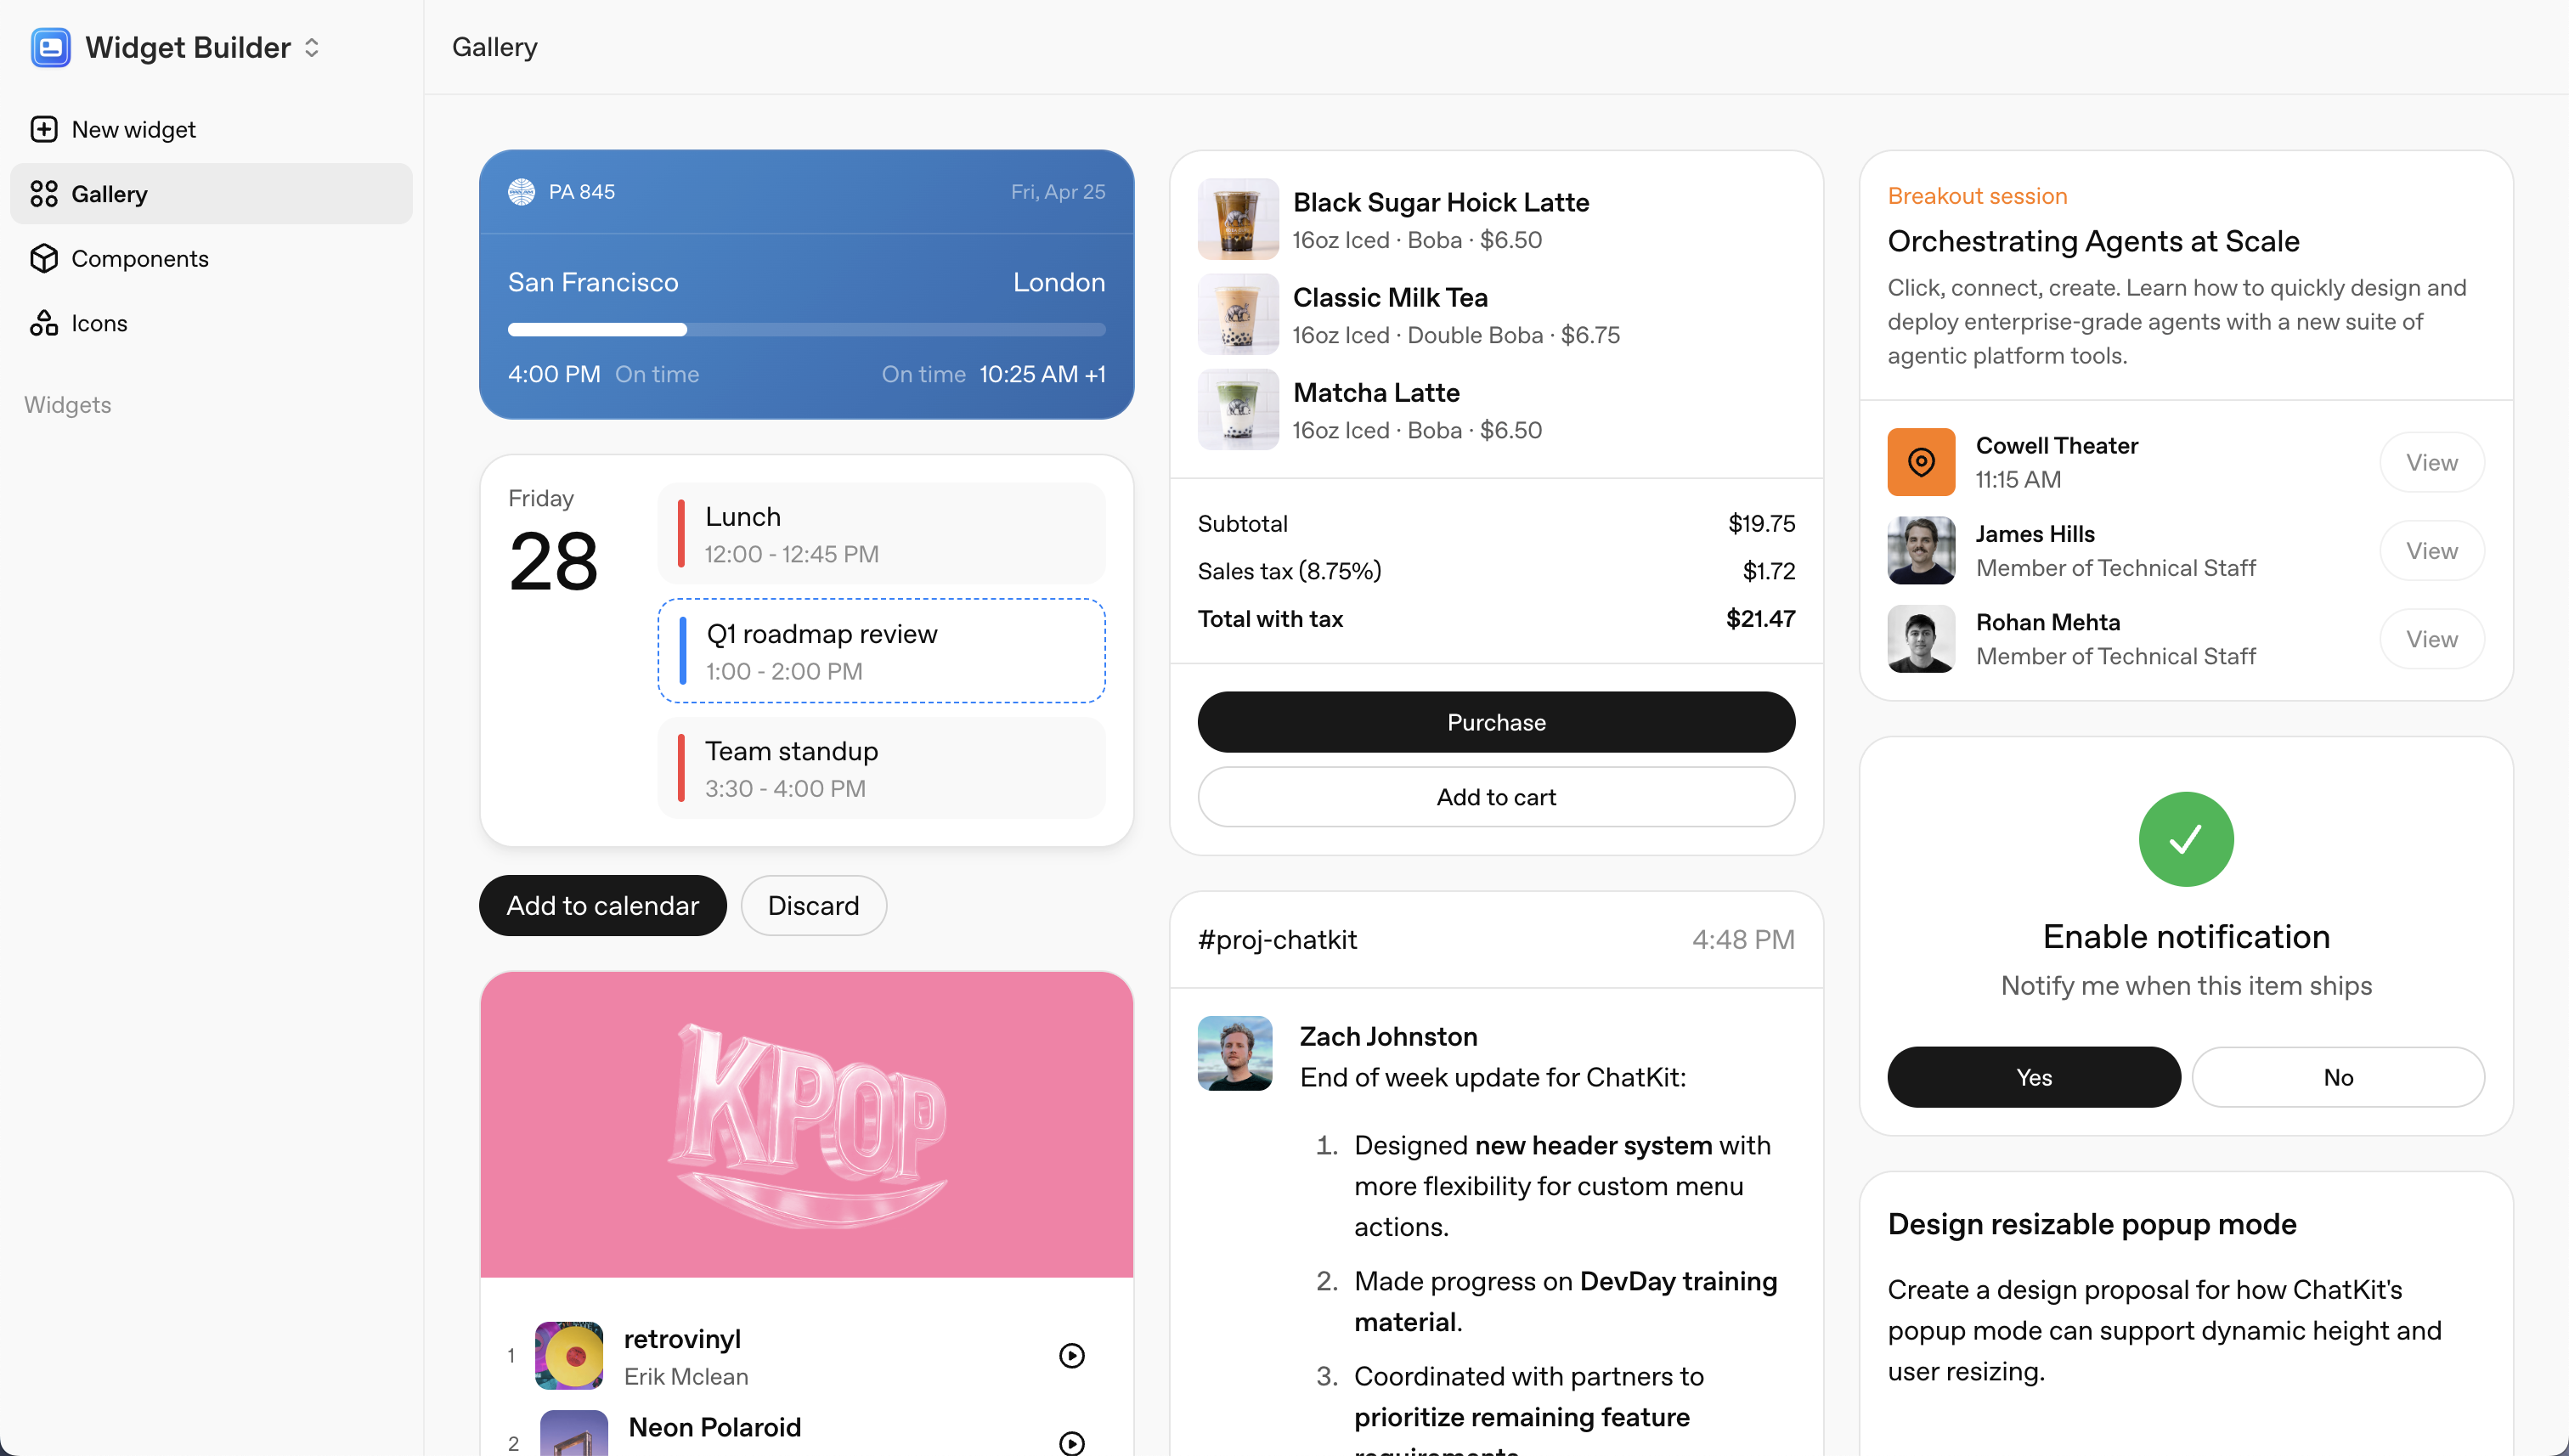 Widget Builder
New widget
Gallery
Components
Icons
Widgets
Gallery
PA 845
Fri, Apr 25
San Francisco
London
4:00 PM On time
On time 10:25 AM +1
Friday
28
Lunch
12:00 - 12:45 PM
Q1 roadmap review
1:00 - 2:00 PM
Team standup
3:30 - 4:00 PM
Add to calendar
Discard
KPOP
1
retrovinyl
Erik Mclean
2
Neon Polaroid
Black Sugar Hoick Latte
16oz Iced · Boba · $6.50
Classic Milk Tea
16oz Iced · Double Boba · $6.75
Matcha Latte
16oz Iced · Boba · $6.50
Subtotal $19.75
Sales tax (8.75%) $1.72
Total with tax $21.47
Purchase
Add to cart
#proj-chatkit 4:48 PM
Zach Johnston
End of week update for ChatKit:
1. Designed new header system with
more flexibility for custom menu
actions.
2. Made progress on DevDay training
material.
3. Coordinated with partners to
prioritize remaining feature
requirements
Breakout session
Orchestrating Agents at Scale
Click, connect, create. Learn how to quickly design and
deploy enterprise-grade agents with a new suite of
agentic platform tools.
Cowell Theater
11:15 AM
View
James Hills
Member of Technical Staff
View
Rohan Mehta
Member of Technical Staff
View
Enable notification
Notify me when this item ships
Yes
No
Design resizable popup mode
Create a design proposal for how ChatKit's
popup mode can support dynamic height and
user resizing.